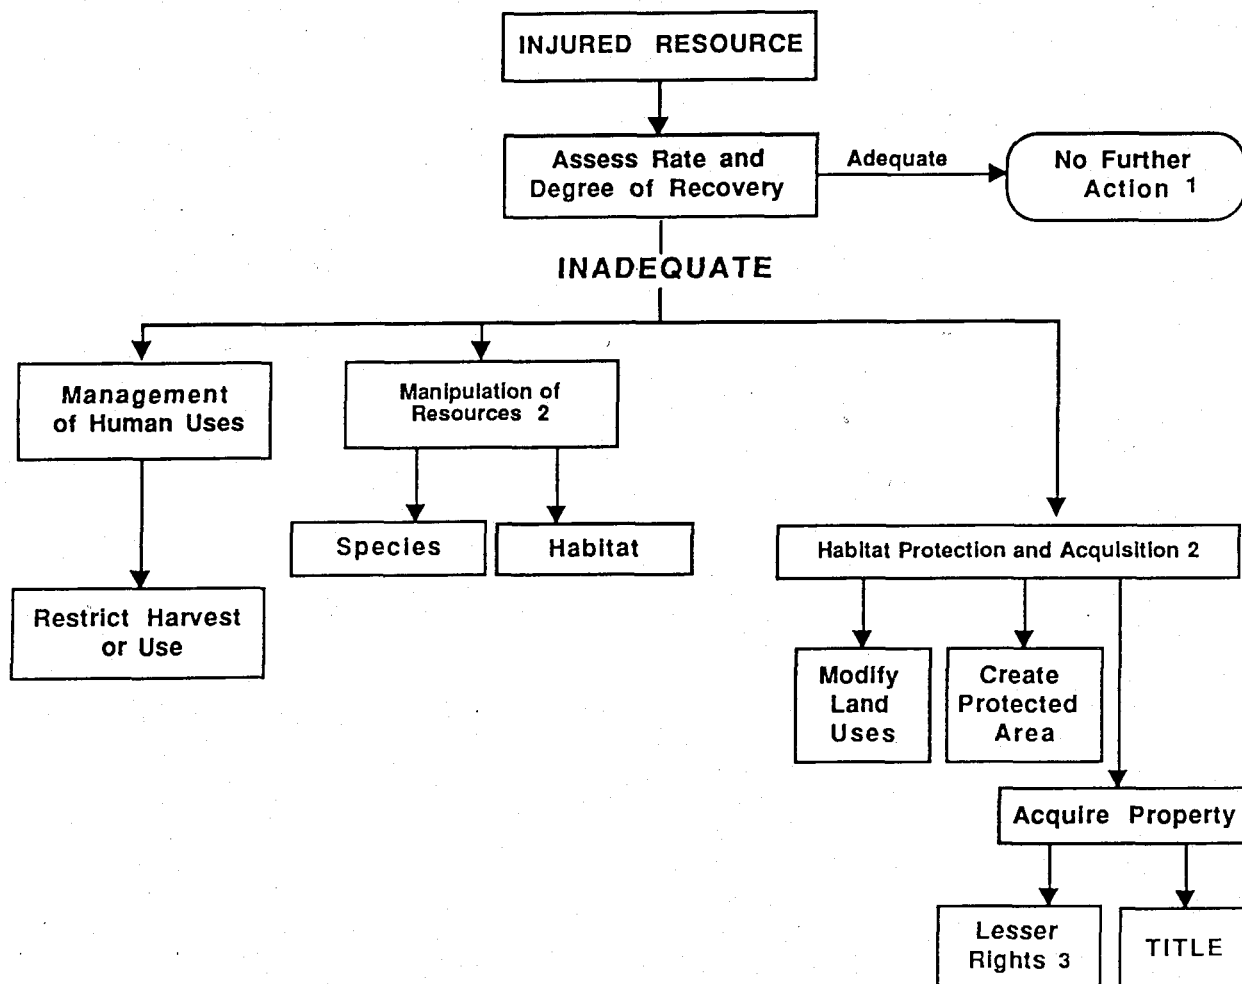 INJURED RESOURCE
Assess Rate and
Degree of Recovery
Adequate
No Further
Action 1
INADEQUATE
Management
of Human Uses
Manipulation of
Resources 2
Species
Habitat
Habitat Protection and Acquisition 2
Restrict Harvest
or Use
Modify
Land
Uses
Create
Protected
Area
Acquire Property
Lesser
Rights 3
TITLE